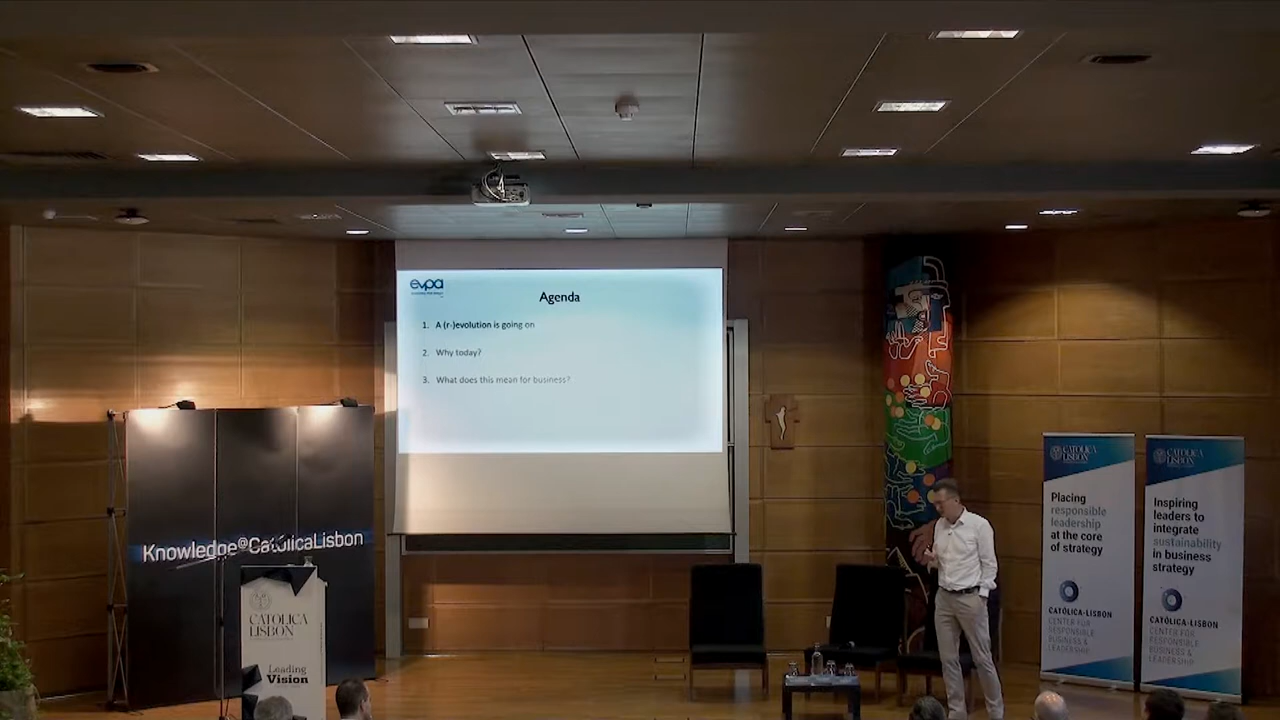 evpa
Agenda
1. A (r-)evolution is going on
2. Why today?
3. What does this mean for business?
Knowledge@CatólicaLisbon
CATÓLICA
LISBON
Leading
Vision
CATÓLICA
LISBON
Placing
responsible
leadership
at the core
of strategy
CATÓLICA-LISBON
CENTER FOR
RESPONSIBLE
BUSINESS &
LEADERSHIP
CATÓLICA
LISBON
Inspiring
leaders to
integrate
sustainability
in business
strategy
CATÓLICA-LISBON
CENTER FOR
RESPONSIBLE
BUSINESS &
LEADERSHIP